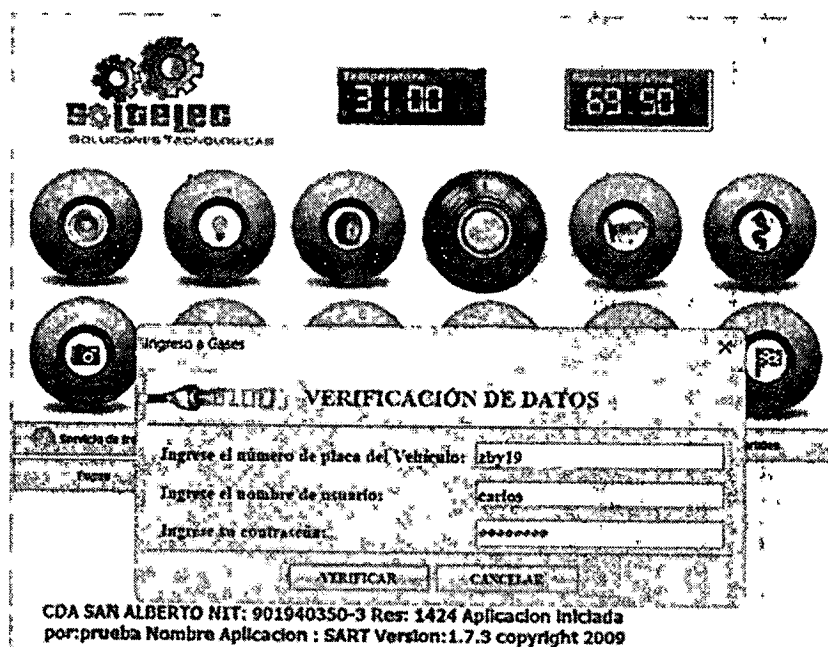 SOLTELEC
SOLUCIONES TECNOLOGICAS
Temperatura
31.00
69.50
Ingreso a Gases
VERIFICACIÓN DE DATOS
Servicio de
Ingrese el número de placa del Vehículo: zby19
Ingrese el nombre de usuario: carlos
Ingrese su contraseña: ********
VERIFICAR CANCELAR
CDA SAN ALBERTO NIT: 901940350-3 Res: 1424 Aplicacion iniciada
por:prueba Nombre Aplicacion : SART Version:1.7.3 copyright 2009